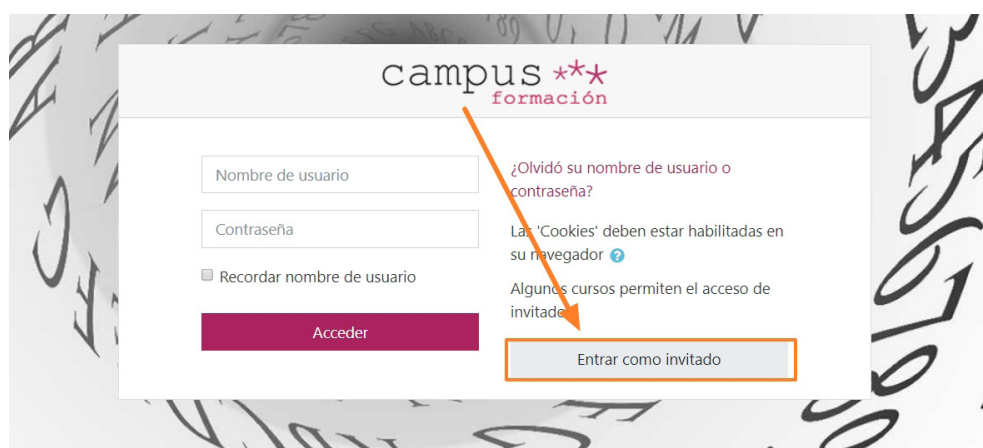 campus ***
formación
Nombre de usuario
Contraseña
Recordar nombre de usuario
Acceder
¿Olvidó su nombre de usuario o
contraseña?
Las 'Cookies' deben estar habilitadas en
su navegador
Algunos cursos permiten el acceso de
invitados
Entrar como invitado